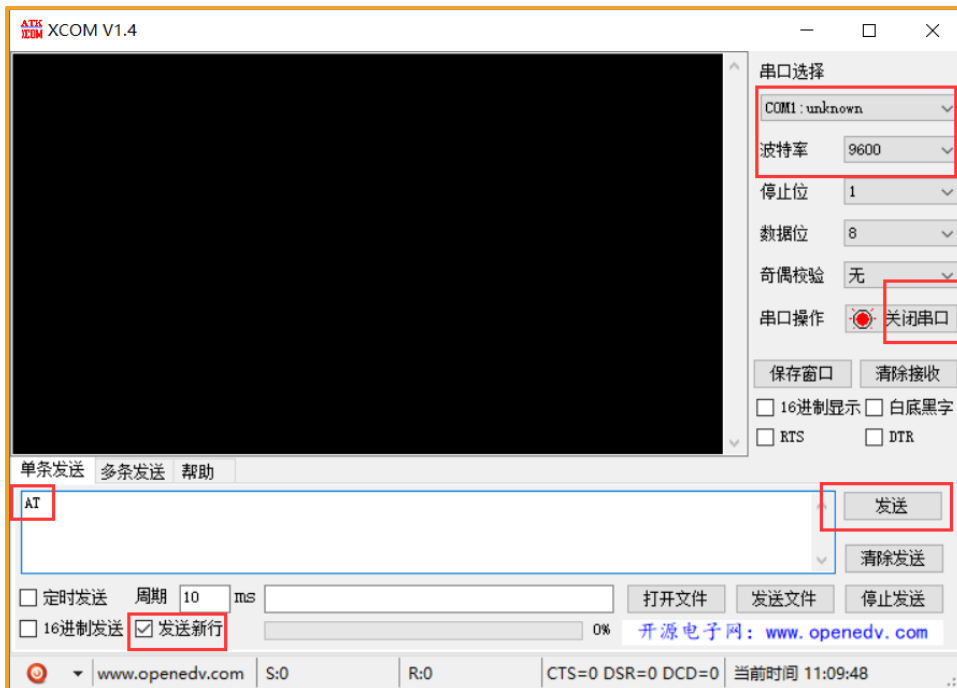 ATK XCOM XCOM V1.4
串口选择
COM1:unknown
波特率 9600
停止位 1
数据位 8
奇偶校验 无
串口操作 关闭串口
保存窗口 清除接收
16进制显示 白底黑字
RTS DTR
单条发送 多条发送 帮助
AT
发送
清除发送
定时发送 周期 10 ms 打开文件 发送文件 停止发送
16进制发送 发送新行 0% 开源电子网：www.openedv.com
www.openedv.com S:0 R:0 CTS=0 DSR=0 DCD=0 当前时间 11:09:48